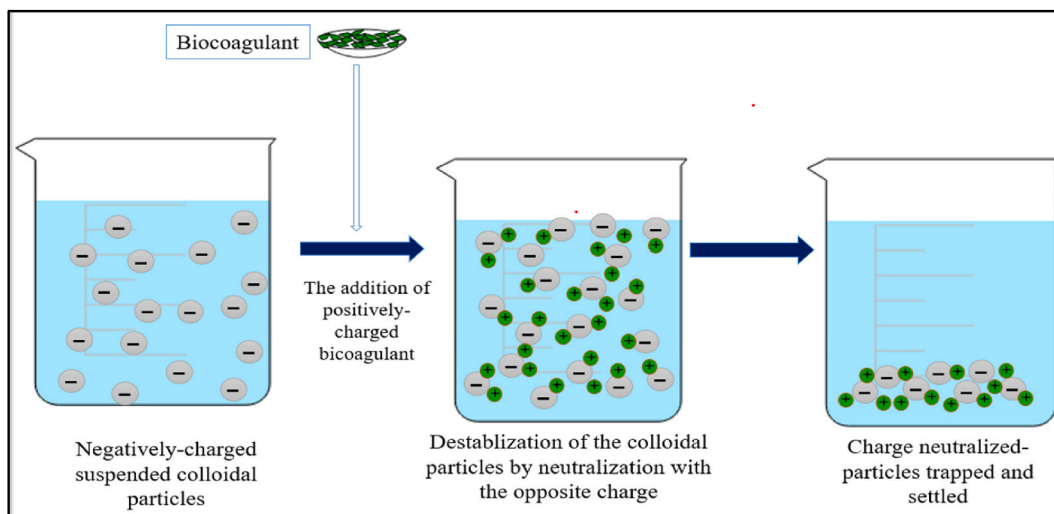 Biocoagulant
The addition of
positively-
charged
bicoagulant
Negatively-charged
suspended colloidal
particles
Destablization of the colloidal
particles by neutralization with
the opposite charge
Charge neutralized-
particles trapped and
settled